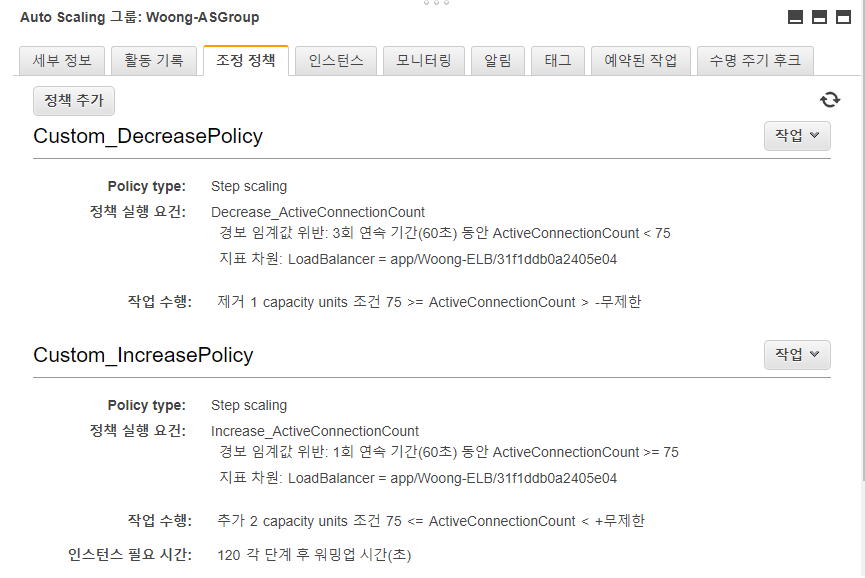 Auto Scaling 그룹: Woong-ASGroup
세부 정보 활동 기록 조정 정책 인스턴스 모니터링 알림 태그 예약된 작업 수명 주기 후크
정책 추가
Custom_DecreasePolicy 작업
Policy type: Step scaling
정책 실행 요건: Decrease_ActiveConnectionCount
경보 임계값 위반: 3회 연속 기간(60초) 동안 ActiveConnectionCount < 75
지표 차원: LoadBalancer = app/Woong-ELB/31f1ddb0a2405e04
작업 수행: 제거 1 capacity units 조건 75 >= ActiveConnectionCount > -무제한
Custom_IncreasePolicy 작업
Policy type: Step scaling
정책 실행 요건: Increase_ActiveConnectionCount
경보 임계값 위반: 1회 연속 기간(60초) 동안 ActiveConnectionCount >= 75
지표 차원: LoadBalancer = app/Woong-ELB/31f1ddb0a2405e04
작업 수행: 추가 2 capacity units 조건 75 <= ActiveConnectionCount < +무제한
인스턴스 필요 시간: 120 각 단계 후 워밍업 시간(초)